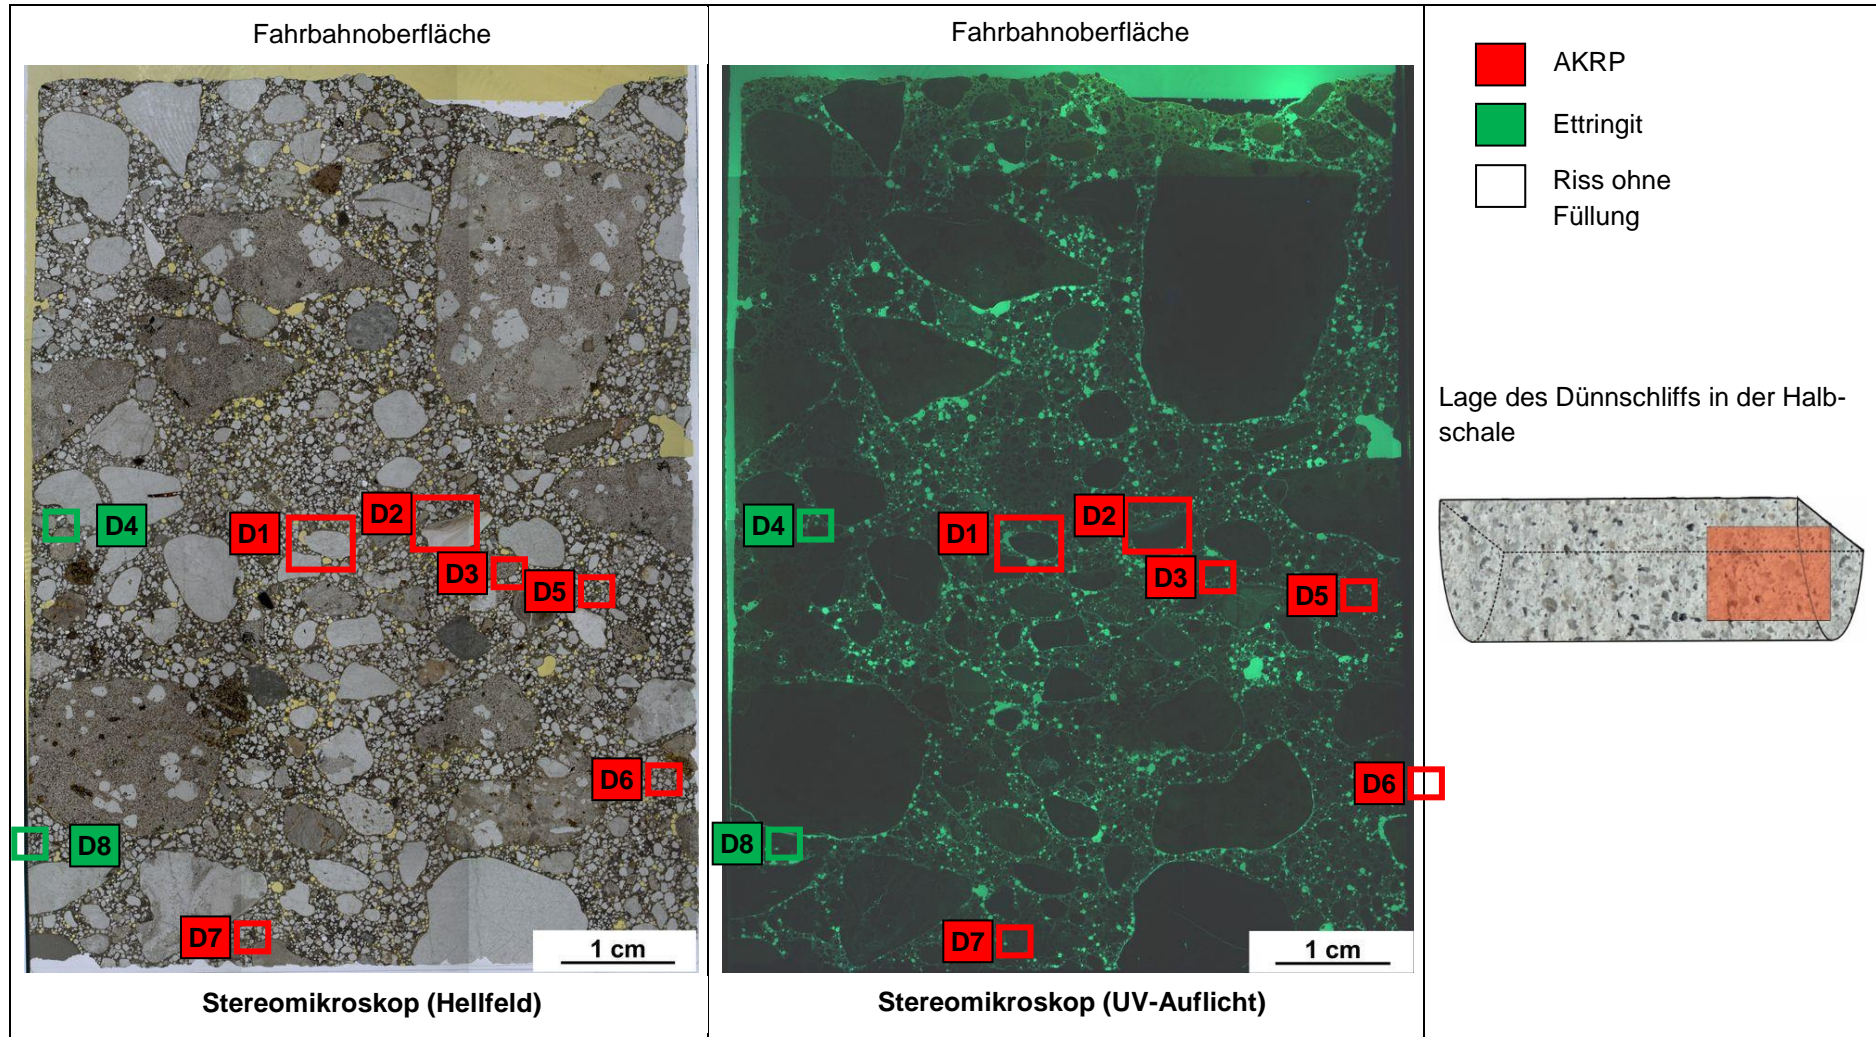 Fahrbahnoberfläche
D4
D1
D2
D3
D5
D6
D8
D7
1 cm
Stereomikroskop (Hellfeld)
Fahrbahnoberfläche
D4
D1
D2
D3
D5
D6
D8
D7
1 cm
Stereomikroskop (UV-Auflicht)
AKRP
Ettringit
Riss ohne
Füllung
Lage des Dünnschliffs in der Halb-
schale